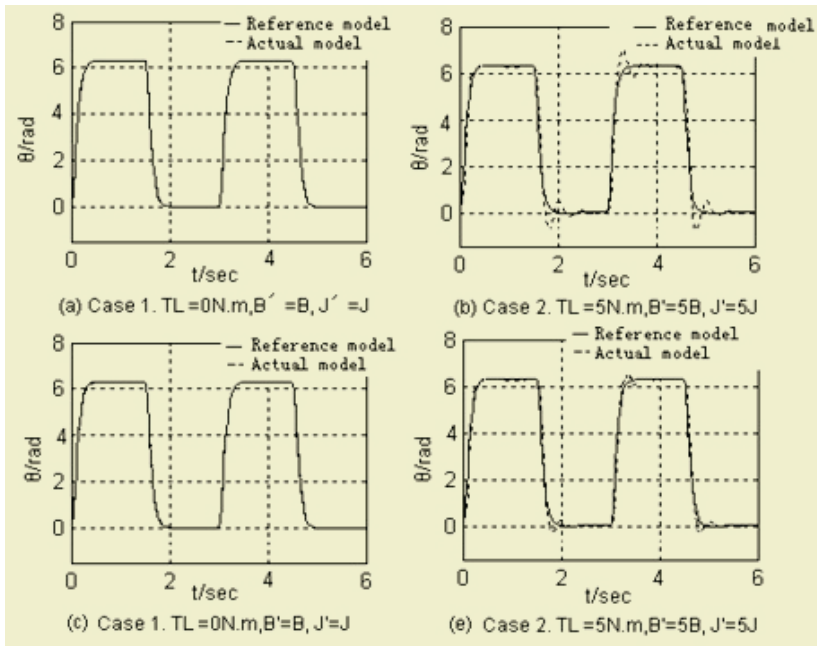 8
Reference model
Actual model
6
4
2
0
θ/rad
0 2 4 6
t/sec
(a) Case 1. TL =0N.m,B´ =B, J´ =J
8
Reference model
Actual model
6
4
2
0
θ/rad
0 2 4 6
t/sec
(b) Case 2. TL =5N.m,B'=5B, J'=5J
8
Reference model
Actual model
6
4
2
0
θ/rad
0 2 4 6
t/sec
(c) Case 1. TL =0N.m,B'=B, J'=J
8
Reference model
Actual model
6
4
2
0
θ/rad
0 2 4 6
t/sec
(e) Case 2. TL =5N.m,B'=5B, J'=5J